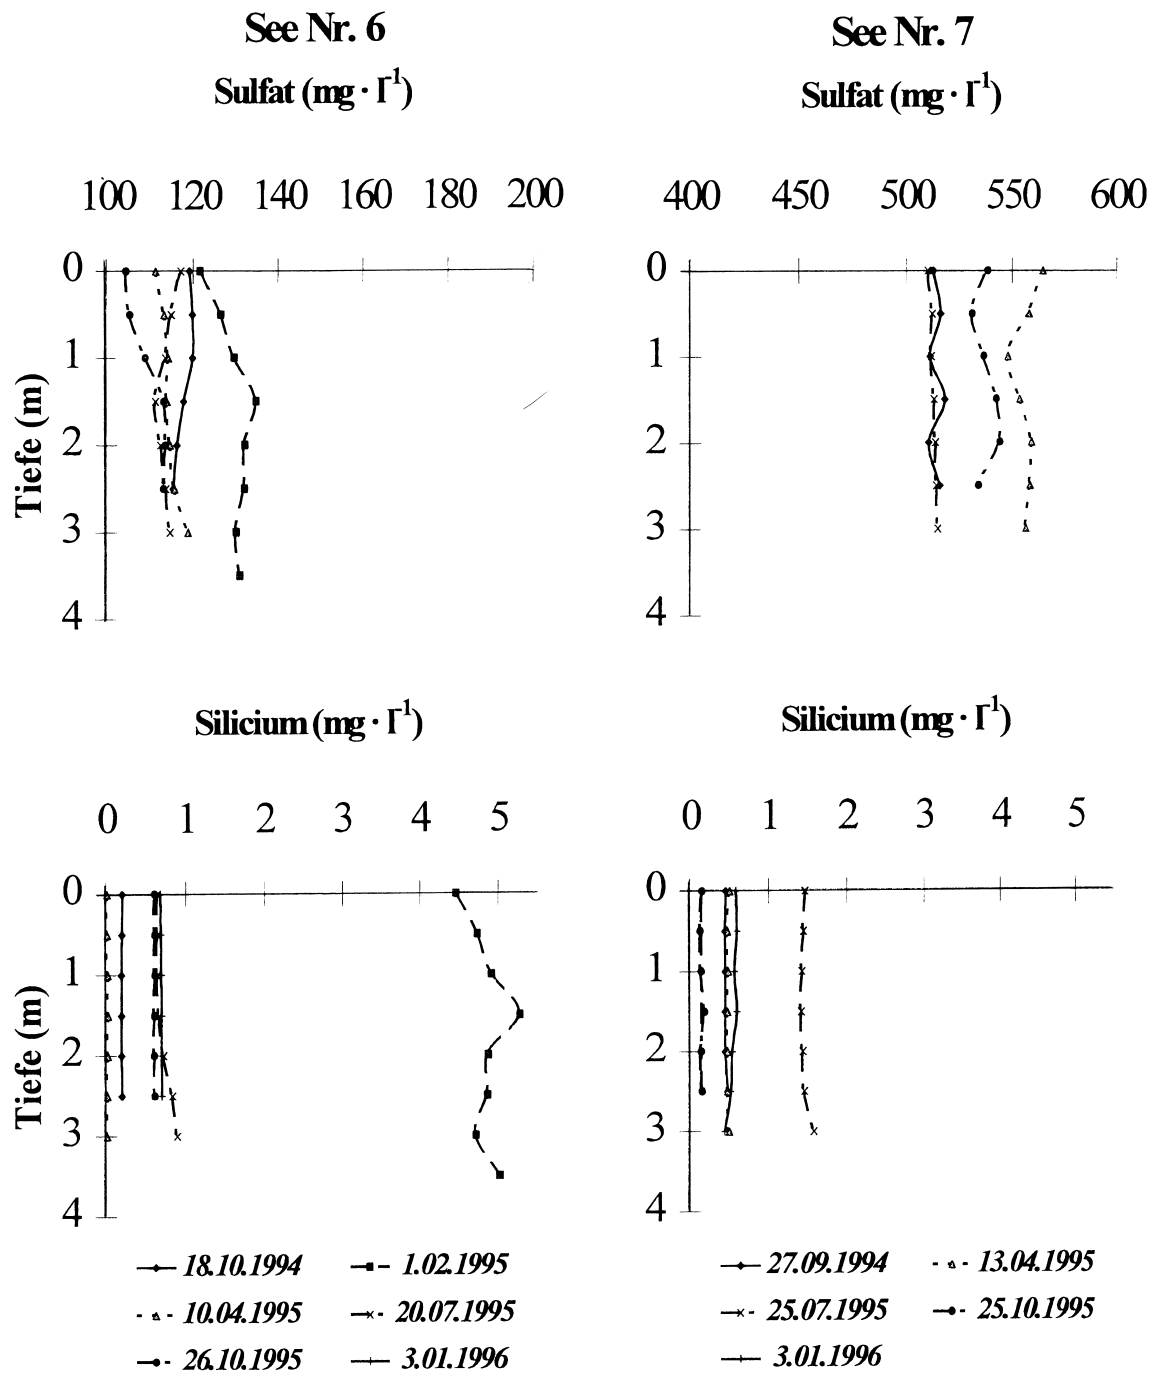 See Nr. 6
Sulfat (mg · l-1)
100 120 140 160 180 200
0
1
2
3
4
Tiefe (m)
See Nr. 7
Sulfat (mg · l-1)
400 450 500 550 600
0
1
2
3
4
Silicium (mg · l-1)
0 1 2 3 4 5
0
1
2
3
4
Tiefe (m)
Silicium (mg · l-1)
0 1 2 3 4 5
0
1
2
3
4
18.10.1994 1.02.1995
10.04.1995 20.07.1995
26.10.1995 3.01.1996
27.09.1994 13.04.1995
25.07.1995 25.10.1995
3.01.1996